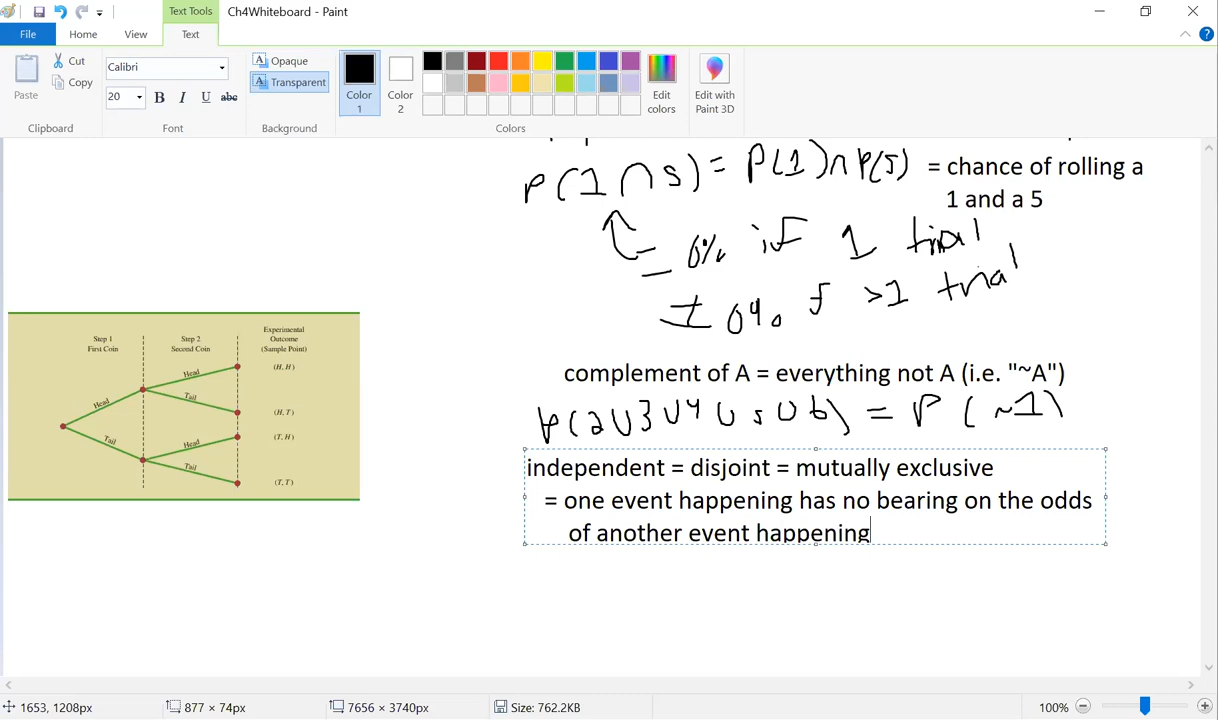 Text Tools
Ch4Whiteboard - Paint
File
Home
View
Text
Paste
Cut
Copy
Clipboard
Calibri
20
B I U abc
Font
Opaque
Transparent
Background
Color 1
Color 2
Edit colors
Colors
Edit with Paint 3D
P(1 ∩ 5) = P(1) ∩ P(5) = chance of rolling a
1 and a 5
= 0% if 1 trial
≠ 0% if >1 trial
complement of A = everything not A (i.e. "~A")
P(2 ∪ 3 ∪ 4 ∪ 5 ∪ 6) = P(~1)
independent = disjoint = mutually exclusive
= one event happening has no bearing on the odds
of another event happening
Step 1
First Coin
Step 2
Second Coin
Experimental
Outcome
(Sample Point)
Head
Head
(H, H)
Tail
(H, T)
Tail
Head
(T, H)
Tail
(T, T)
1653, 1208px
877 × 74px
7656 × 3740px
Size: 762.2KB
100%